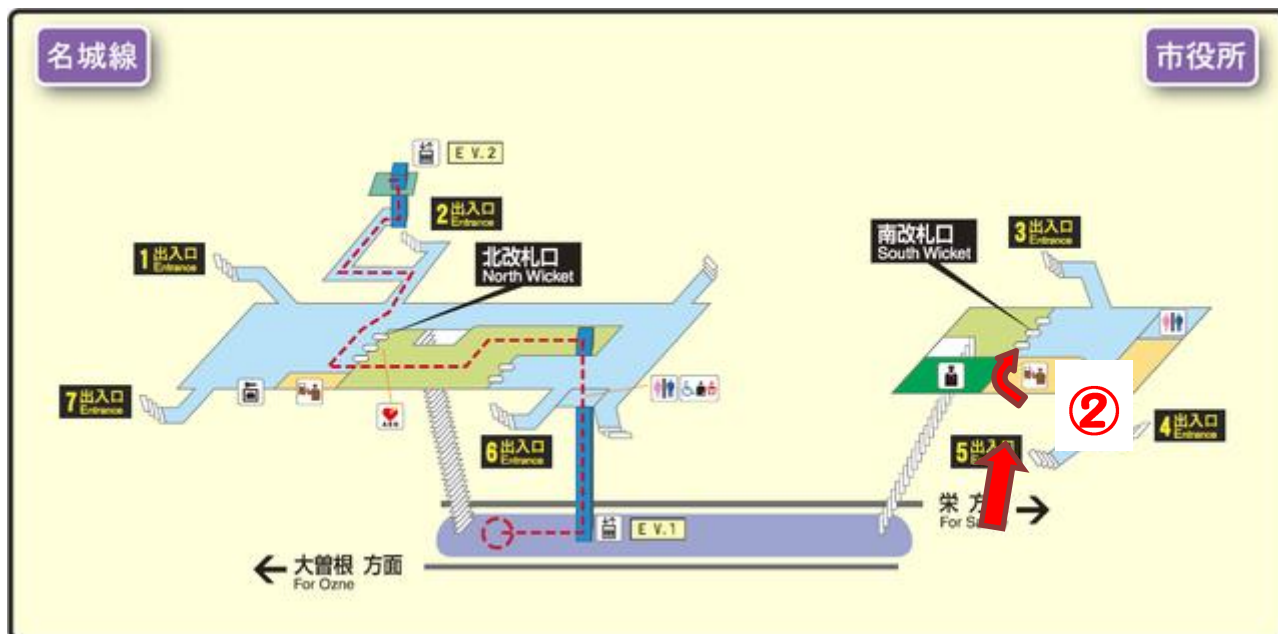 名城線
市役所
E V.2
2 出入口
Entrance
1 出入口
Entrance
北改札口
North Wicket
南改札口
South Wicket
3 出入口
Entrance
7 出入口
Entrance
6 出入口
Entrance
②
4 出入口
Entrance
5 出入
栄 方
For
E V.1
大曽根 方面
For Ozne